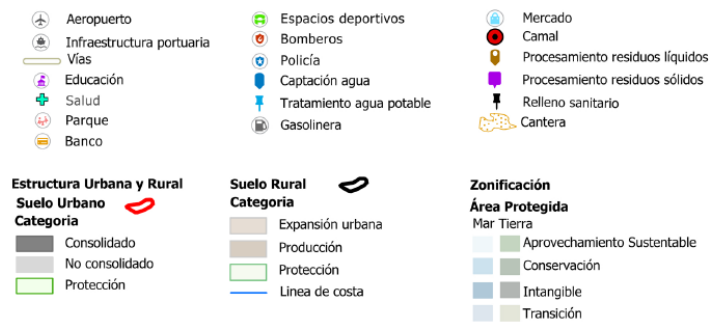 Aeropuerto
Infraestructura portuaria
Vías
Educación
Salud
Parque
Banco
Espacios deportivos
Bomberos
Policía
Captación agua
Tratamiento agua potable
Gasolinera
Mercado
Camal
Procesamiento residuos líquidos
Procesamiento residuos sólidos
Relleno sanitario
Cantera
Estructura Urbana y Rural
Suelo Urbano
Categoria
Consolidado
No consolidado
Protección
Suelo Rural
Categoria
Expansión urbana
Producción
Protección
Linea de costa
Zonificación
Área Protegida
Mar Tierra
Aprovechamiento Sustentable
Conservación
Intangible
Transición